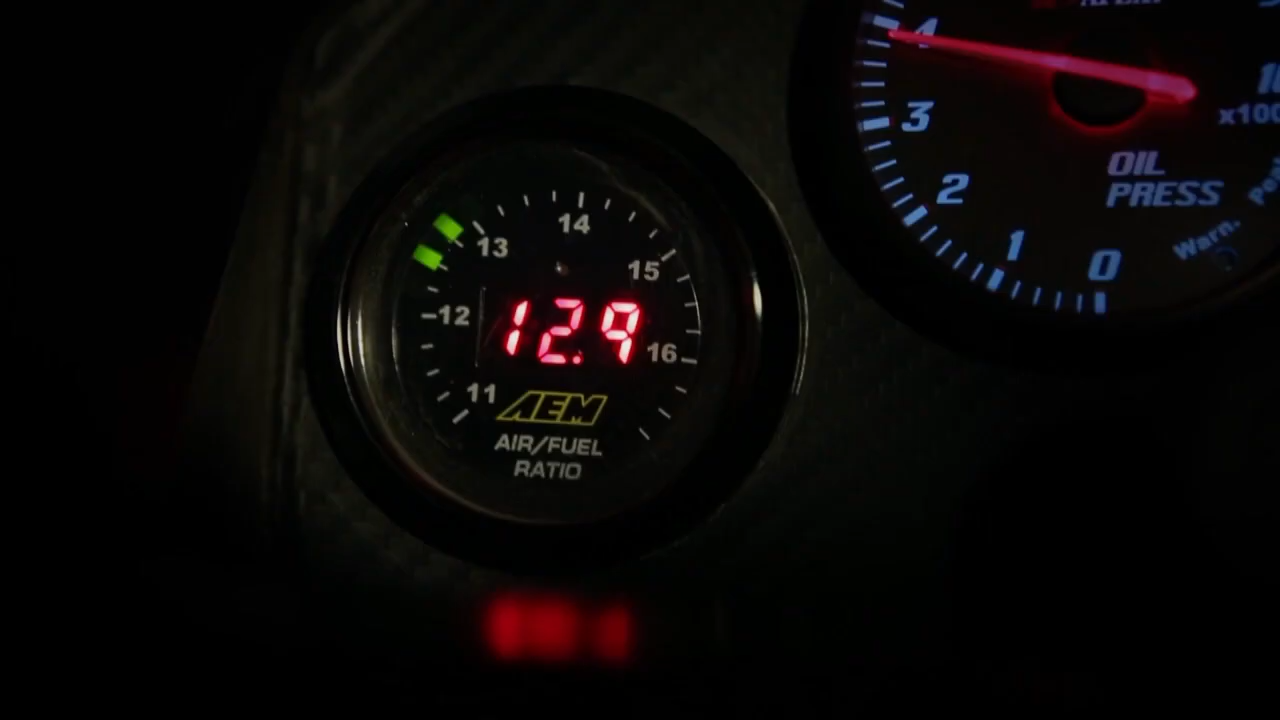 14
13
15
-12
12.9
16
11
AEM
AIR/FUEL
RATIO
4
3
2
1
0
x100
OIL
PRESS
Warn.